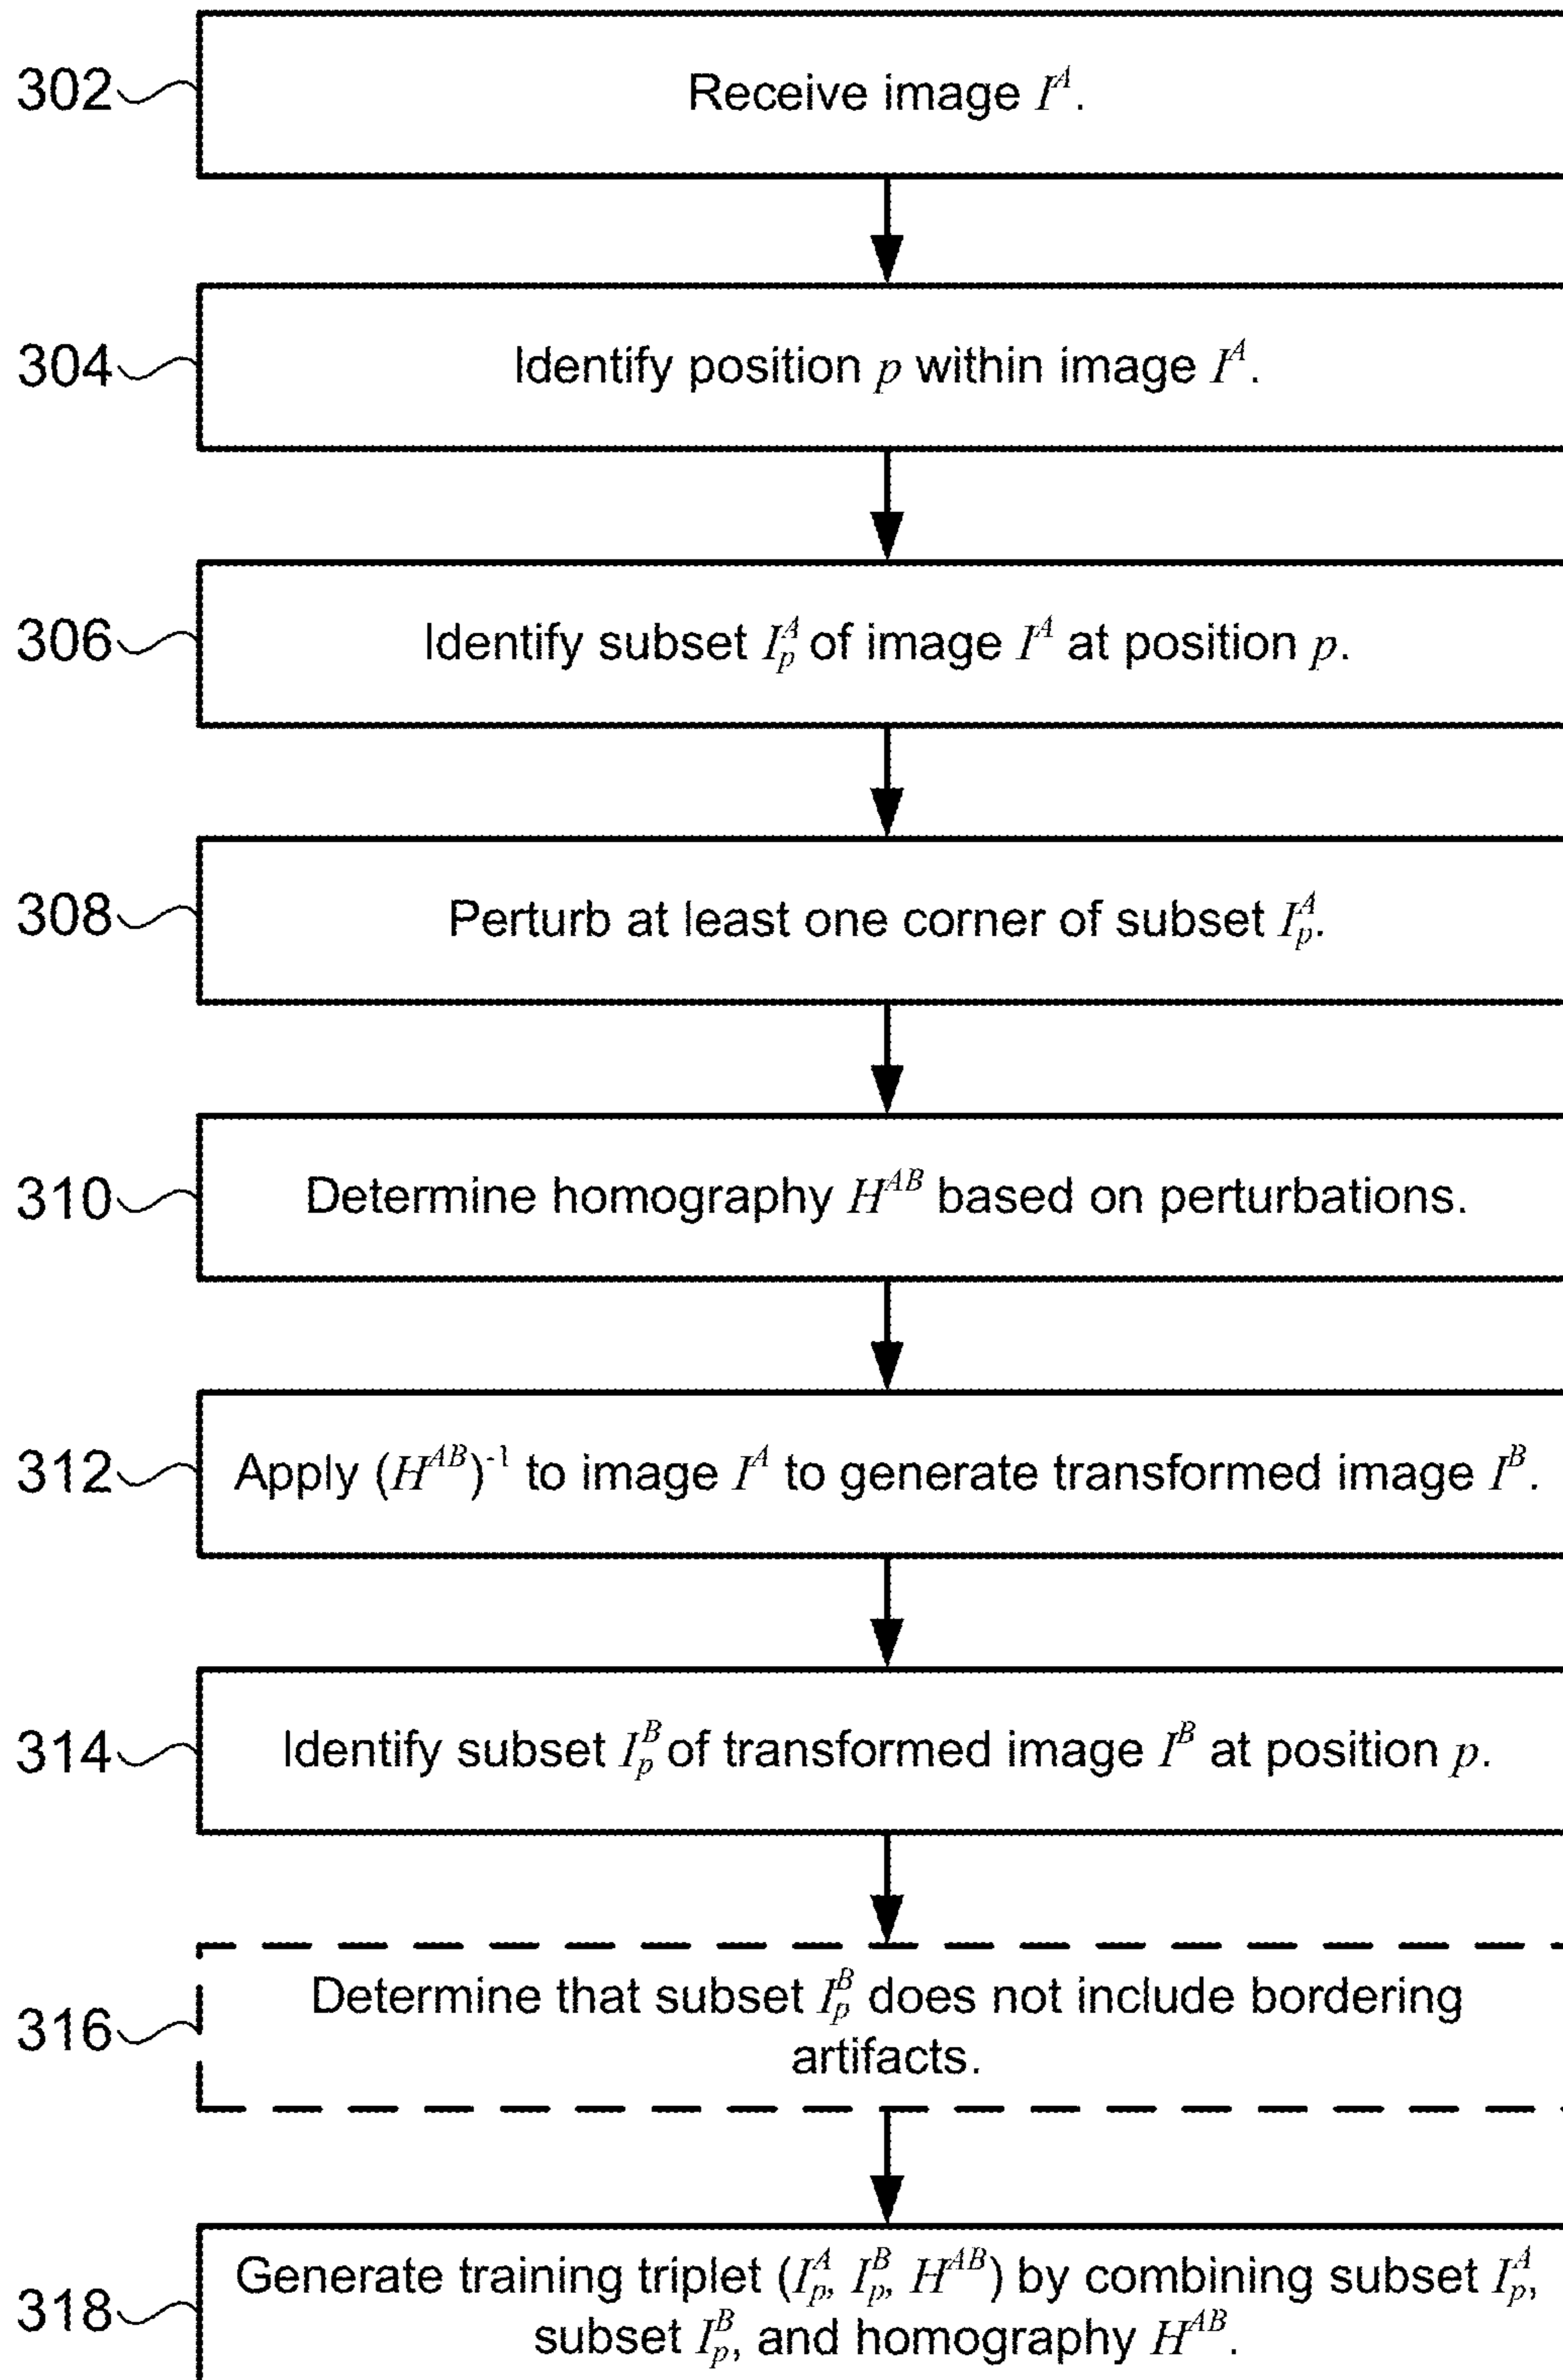 302
Receive image I^A.
304
Identify position p within image I^A.
306
Identify subset I_p^A of image I^A at position p.
308
Perturb at least one corner of subset I_p^A.
310
Determine homography H^AB based on perturbations.
312
Apply (H^AB)^-1 to image I^A to generate transformed image I^B.
314
Identify subset I_p^B of transformed image I^B at position p.
316
Determine that subset I_p^B does not include bordering
artifacts.
318
Generate training triplet (I_p^A, I_p^B, H^AB) by combining subset I_p^A,
subset I_p^B, and homography H^AB.